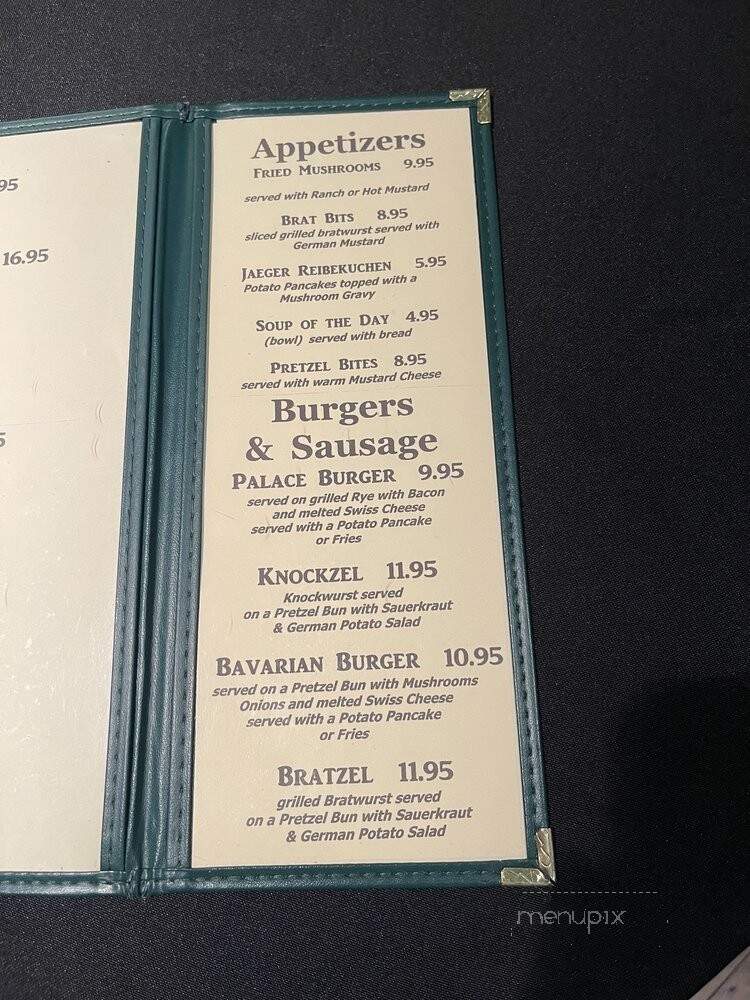 95
16.95
5
Appetizers
Fried Mushrooms 9.95
served with Ranch or Hot Mustard
Brat Bits 8.95
sliced grilled bratwurst served with
German Mustard
Jaeger Reibekuchen 5.95
Potato Pancakes topped with a
Mushroom Gravy
Soup of the Day 4.95
(bowl) served with bread
Pretzel Bites 8.95
served with warm Mustard Cheese
Burgers
& Sausage
Palace Burger 9.95
served on grilled Rye with Bacon
and melted Swiss Cheese
served with a Potato Pancake
or Fries
Knockzel 11.95
Knockwurst served
on a Pretzel Bun with Sauerkraut
& German Potato Salad
Bavarian Burger 10.95
served on a Pretzel Bun with Mushrooms
Onions and melted Swiss Cheese
served with a Potato Pancake
or Fries
Bratzel 11.95
grilled Bratwurst served
on a Pretzel Bun with Sauerkraut
& German Potato Salad
menupix